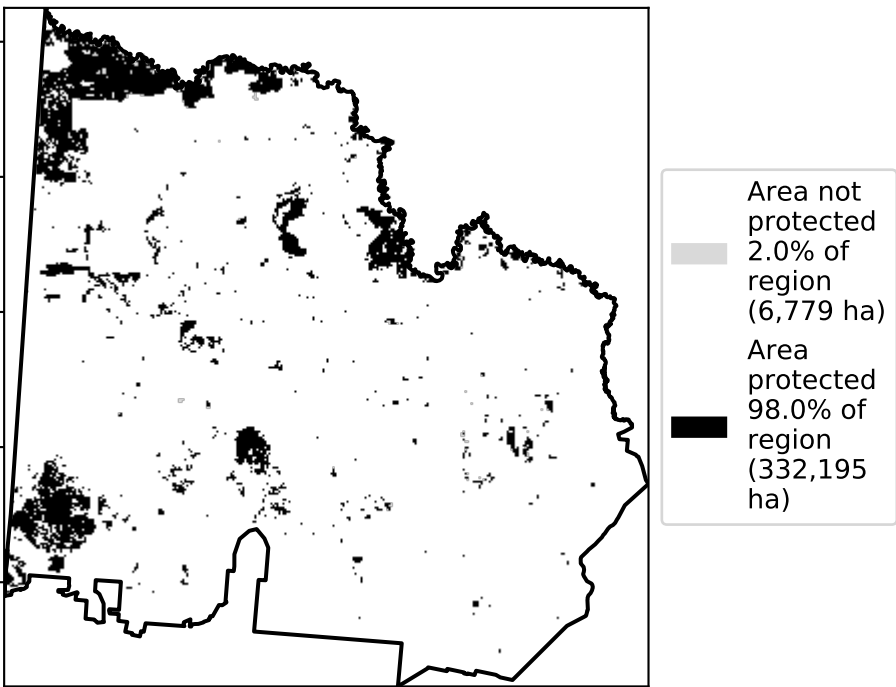 Area not
protected
2.0% of
region
(6,779 ha)
Area
protected
98.0% of
region
(332,195
ha)